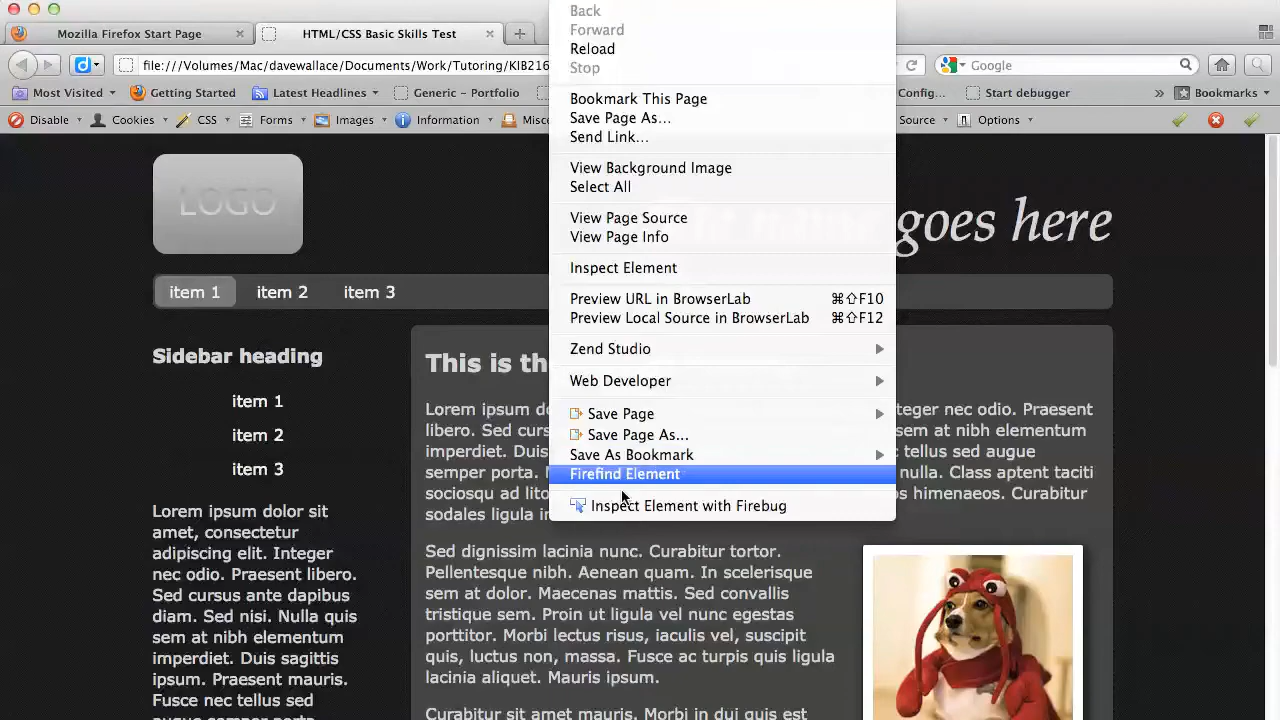 Mozilla Firefox Start Page
HTML/CSS Basic Skills Test
file:///Volumes/Mac/davewallace/Documents/Work/Tutoring/KIB216
Google
Most Visited
Getting Started
Latest Headlines
Generic – Portfolio
Config...
Start debugger
Bookmarks
Disable
Cookies
CSS
Forms
Images
Information
Source
Options
Back
Forward
Reload
Stop
Bookmark This Page
Save Page As...
Send Link...
View Background Image
Select All
View Page Source
View Page Info
Inspect Element
Preview URL in BrowserLab ⌘⇧F10
Preview Local Source in BrowserLab ⌘⇧F12
Zend Studio
Web Developer
Save Page
Save Page As...
Save As Bookmark
Firefind Element
Inspect Element with Firebug
LOGO
goes here
item 1 item 2 item 3
Sidebar heading
item 1
item 2
item 3
Lorem ipsum dolor sit
amet, consectetur
adipiscing elit. Integer
nec odio. Praesent libero.
Sed cursus ante dapibus
diam. Sed nisi. Nulla quis
sem at nibh elementum
imperdiet. Duis sagittis
ipsum. Praesent mauris.
Fusce nec tellus sed
This is th
Lorem ipsum do teger nec odio. Praesent
libero. Sed curs entum
imperdiet. Duis s tellus sed augue
semper porta. M nulla. Class aptent taciti
sociosqu ad lito os himenaeos. Curabitur
sodales ligula in
Sed dignissim lacinia nunc. Curabitur tortor.
Pellentesque nibh. Aenean quam. In scelerisque
sem at dolor. Maecenas mattis. Sed convallis
tristique sem. Proin ut ligula vel nunc egestas
porttitor. Morbi lectus risus, iaculis vel, suscipit
quis, luctus non, massa. Fusce ac turpis quis ligula
lacinia aliquet. Mauris ipsum.
Curabitur sit amet mauris. Morbi in dui quis est